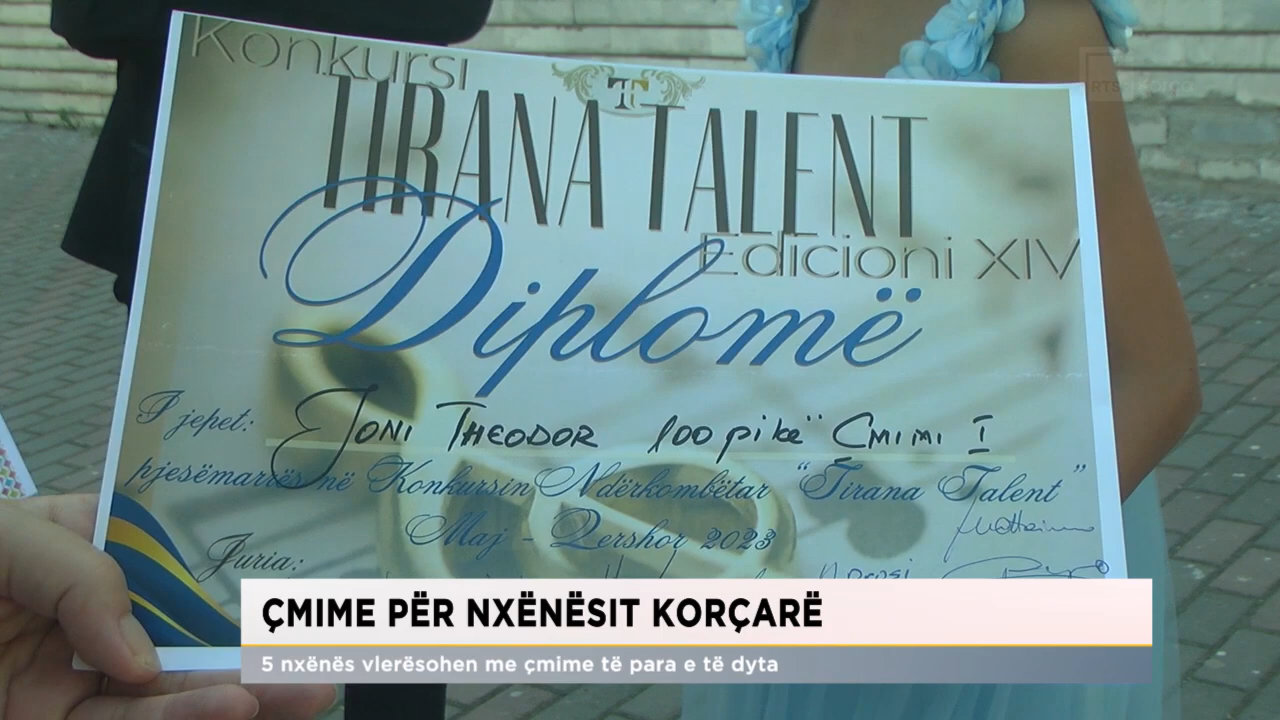 Konkursi
TT
TIRANA TALENT
Edicioni XIV
Diplomë
I jepet: Joni Theodor 100 pikë Çmimi I
pjesëmarrës në Konkursin Ndërkombëtar "Tirana Talent"
Maj - Qershor 2023
Juria:
ÇMIME PËR NXËNËSIT KORÇARË
5 nxënës vlerësohen me çmime të para e të dyta